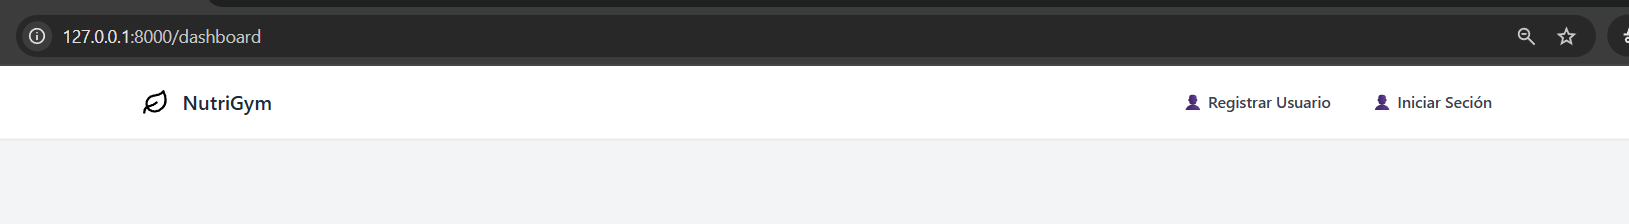 127.0.0.1:8000/dashboard
NutriGym
Registrar Usuario
Iniciar Seción